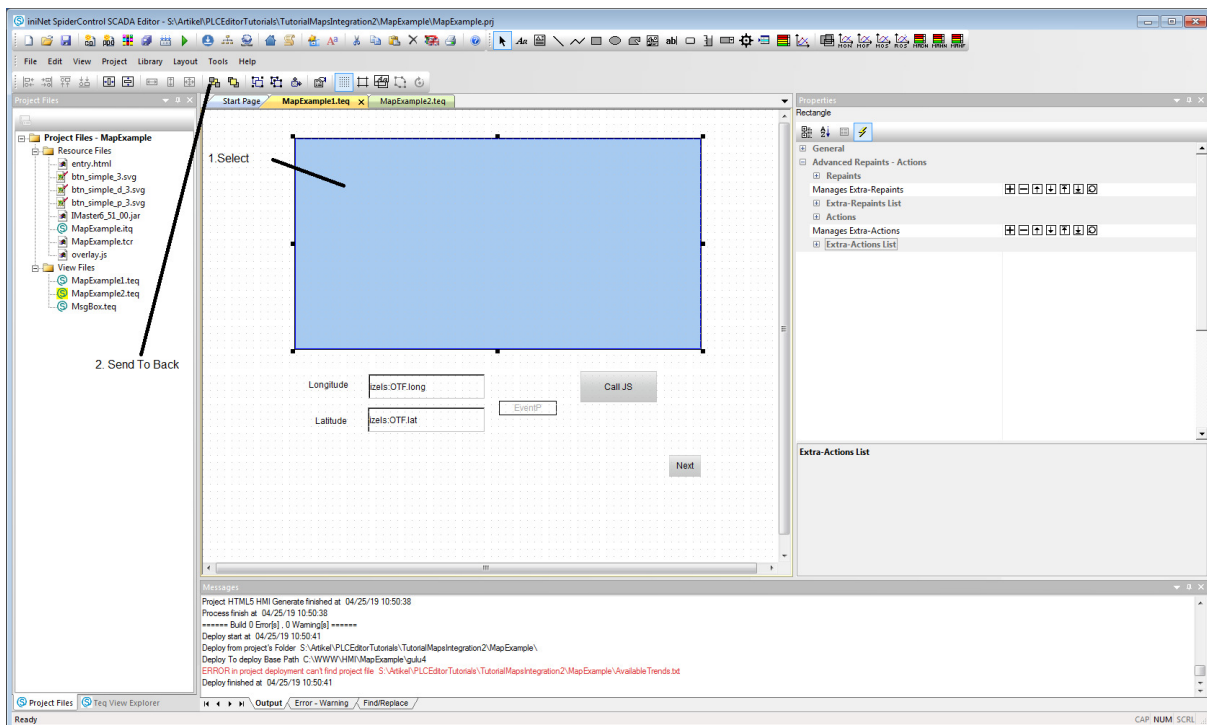 iniNet SpiderControl SCADA Editor - S:\Artikel\PLCEditorTutorials\TutorialMapsIntegration2\MapExample\MapExample.prj
File Edit View Project Library Layout Tools Help
Project Files
Project Files - MapExample
Resource Files
entry.html
btn_simple_3.svg
btn_simple_d_3.svg
btn_simple_p_3.svg
IMaster6_51_00.jar
MapExample.itq
MapExample.tcr
overlay.js
View Files
MapExample1.teq
MapExample2.teq
MsgBox.teq
Project Files Teq View Explorer
Start Page MapExample1.teq MapExample2.teq
1.Select
2. Send To Back
Longitude
izels:OTF.long
Call JS
EventP
Latitude
izels:OTF.lat
Next
Properties
Rectangle
General
Advanced Repaints - Actions
Repaints
Manages Extra-Repaints
Extra-Repaints List
Actions
Manages Extra-Actions
Extra-Actions List
Extra-Actions List
Messages
Project HTML5 HMI Generate finished at 04/25/19 10:50:38
Process finish at 04/25/19 10:50:38
====== Build 0 Error[s] , 0 Warning[s] ======
Deploy start at 04/25/19 10:50:41
Deploy from project's Folder S:\Artikel\PLCEditorTutorials\TutorialMapsIntegration2\MapExample\
Deploy To deploy Base Path C:\WWW\HMI\MapExample\gulu4
ERROR in project deployment can't find project file S:\Artikel\PLCEditorTutorials\TutorialMapsIntegration2\MapExample\AvailableTrends.txt
Deploy finished at 04/25/19 10:50:41
Output Error - Warning Find/Replace
Ready
CAP NUM SCRL